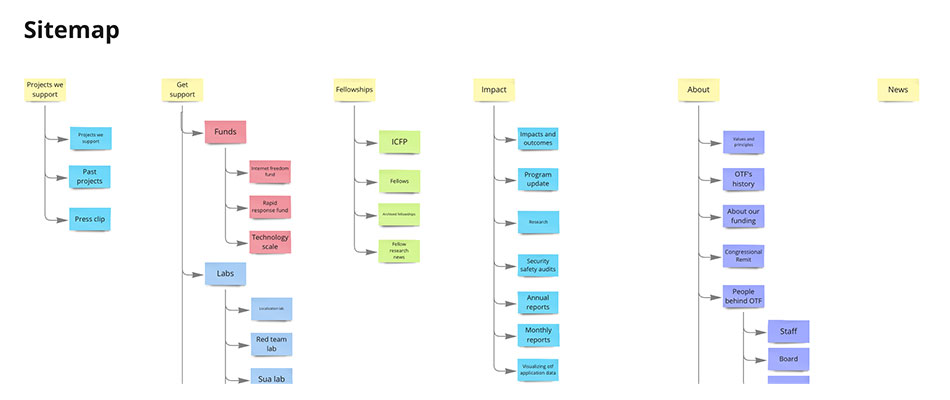 Sitemap
Projects we
support
Projects we
support
Past
projects
Press clip
Get
support
Funds
Internet freedom
fund
Rapid
response fund
Technology
scale
Labs
Localization lab
Red team
lab
Sua lab
Fellowships
ICFP
Fellows
Archived fellowships
Fellow
research
news
Impact
Impacts and
outcomes
Program
update
Research
Security
safety audits
Annual
reports
Monthly
reports
Visualizing otf
application data
About
Values and
principles
OTF's
history
About our
funding
Congressional
Remit
People
behind OTF
Staff
Board
News